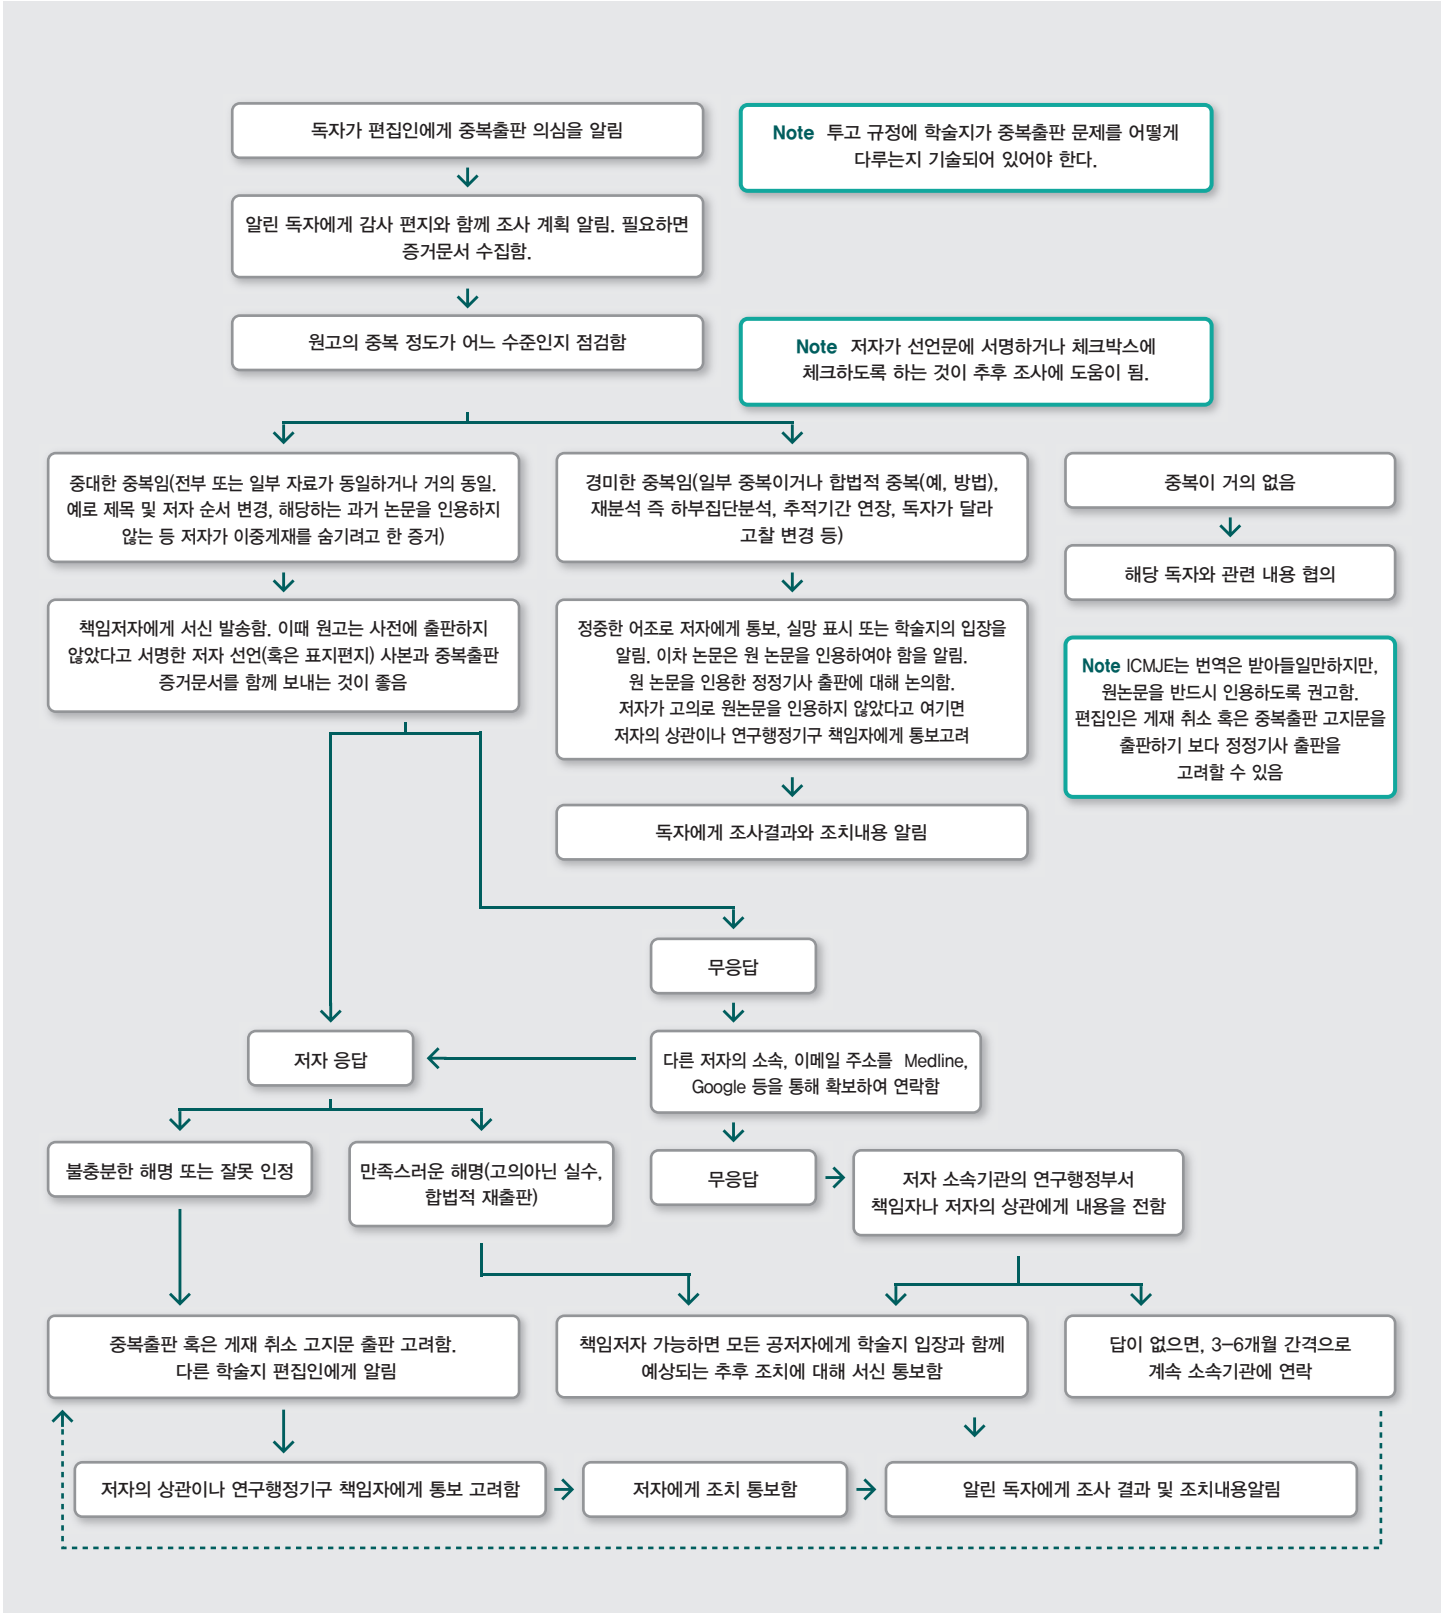 독자가 편집인에게 중복출판 의심을 알림
Note 투고 규정에 학술지가 중복출판 문제를 어떻게
다루는지 기술되어 있어야 한다.
알린 독자에게 감사 편지와 함께 조사 계획 알림. 필요하면
증거문서 수집함.
원고의 중복 정도가 어느 수준인지 점검함
Note 저자가 선언문에 서명하거나 체크박스에
체크하도록 하는 것이 추후 조사에 도움이 됨.
중대한 중복임(전부 또는 일부 자료가 동일하거나 거의 동일.
예로 제목 및 저자 순서 변경, 해당하는 과거 논문을 인용하지
않는 등 저자가 이중게재를 숨기려고 한 증거)
경미한 중복임(일부 중복이거나 합법적 중복(예, 방법),
재분석 즉 하부집단분석, 추적기간 연장, 독자가 달라
고찰 변경 등)
중복이 거의 없음
해당 독자와 관련 내용 협의
책임저자에게 서신 발송함. 이때 원고는 사전에 출판하지
않았다고 서명한 저자 선언(혹은 표지편지) 사본과 중복출판
증거문서를 함께 보내는 것이 좋음
정중한 어조로 저자에게 통보, 실망 표시 또는 학술지의 입장을
알림. 이차 논문은 원 논문을 인용하여야 함을 알림.
원 논문을 인용한 정정기사 출판에 대해 논의함.
저자가 고의로 원논문을 인용하지 않았다고 여기면
저자의 상관이나 연구행정기구 책임자에게 통보고려
Note ICMJE는 번역은 받아들일만하지만,
원논문을 반드시 인용하도록 권고함.
편집인은 게재 취소 혹은 중복출판 고지문을
출판하기 보다 정정기사 출판을
고려할 수 있음
독자에게 조사결과와 조치내용 알림
무응답
저자 응답
다른 저자의 소속, 이메일 주소를 Medline,
Google 등을 통해 확보하여 연락함
불충분한 해명 또는 잘못 인정
만족스러운 해명(고의아닌 실수,
합법적 재출판)
무응답
저자 소속기관의 연구행정부서
책임자나 저자의 상관에게 내용을 전함
중복출판 혹은 게재 취소 고지문 출판 고려함.
다른 학술지 편집인에게 알림
책임저자 가능하면 모든 공저자에게 학술지 입장과 함께
예상되는 추후 조치에 대해 서신 통보함
답이 없으면, 3-6개월 간격으로
계속 소속기관에 연락
저자의 상관이나 연구행정기구 책임자에게 통보 고려함
저자에게 조치 통보함
알린 독자에게 조사 결과 및 조치내용알림